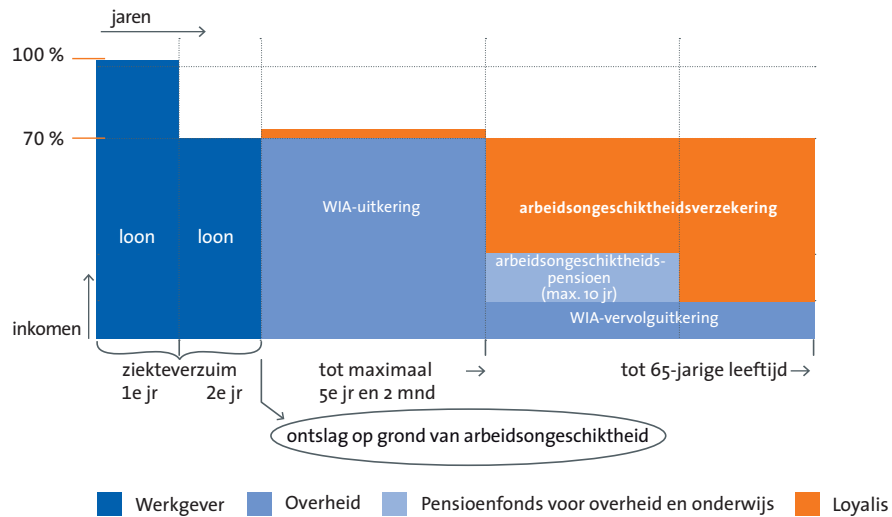 jaren
100 %
70 %
loon
loon
WIA-uitkering
arbeidsongeschiktheidsverzekering
arbeidsongeschiktheids-
pensioen
(max. 10 jr)
WIA-vervolguitkering
inkomen
ziekteverzuim
1e jr 2e jr
tot maximaal
5e jr en 2 mnd
tot 65-jarige leeftijd
ontslag op grond van arbeidsongeschiktheid
Werkgever
Overheid
Pensioenfonds voor overheid en onderwijs
Loyalis